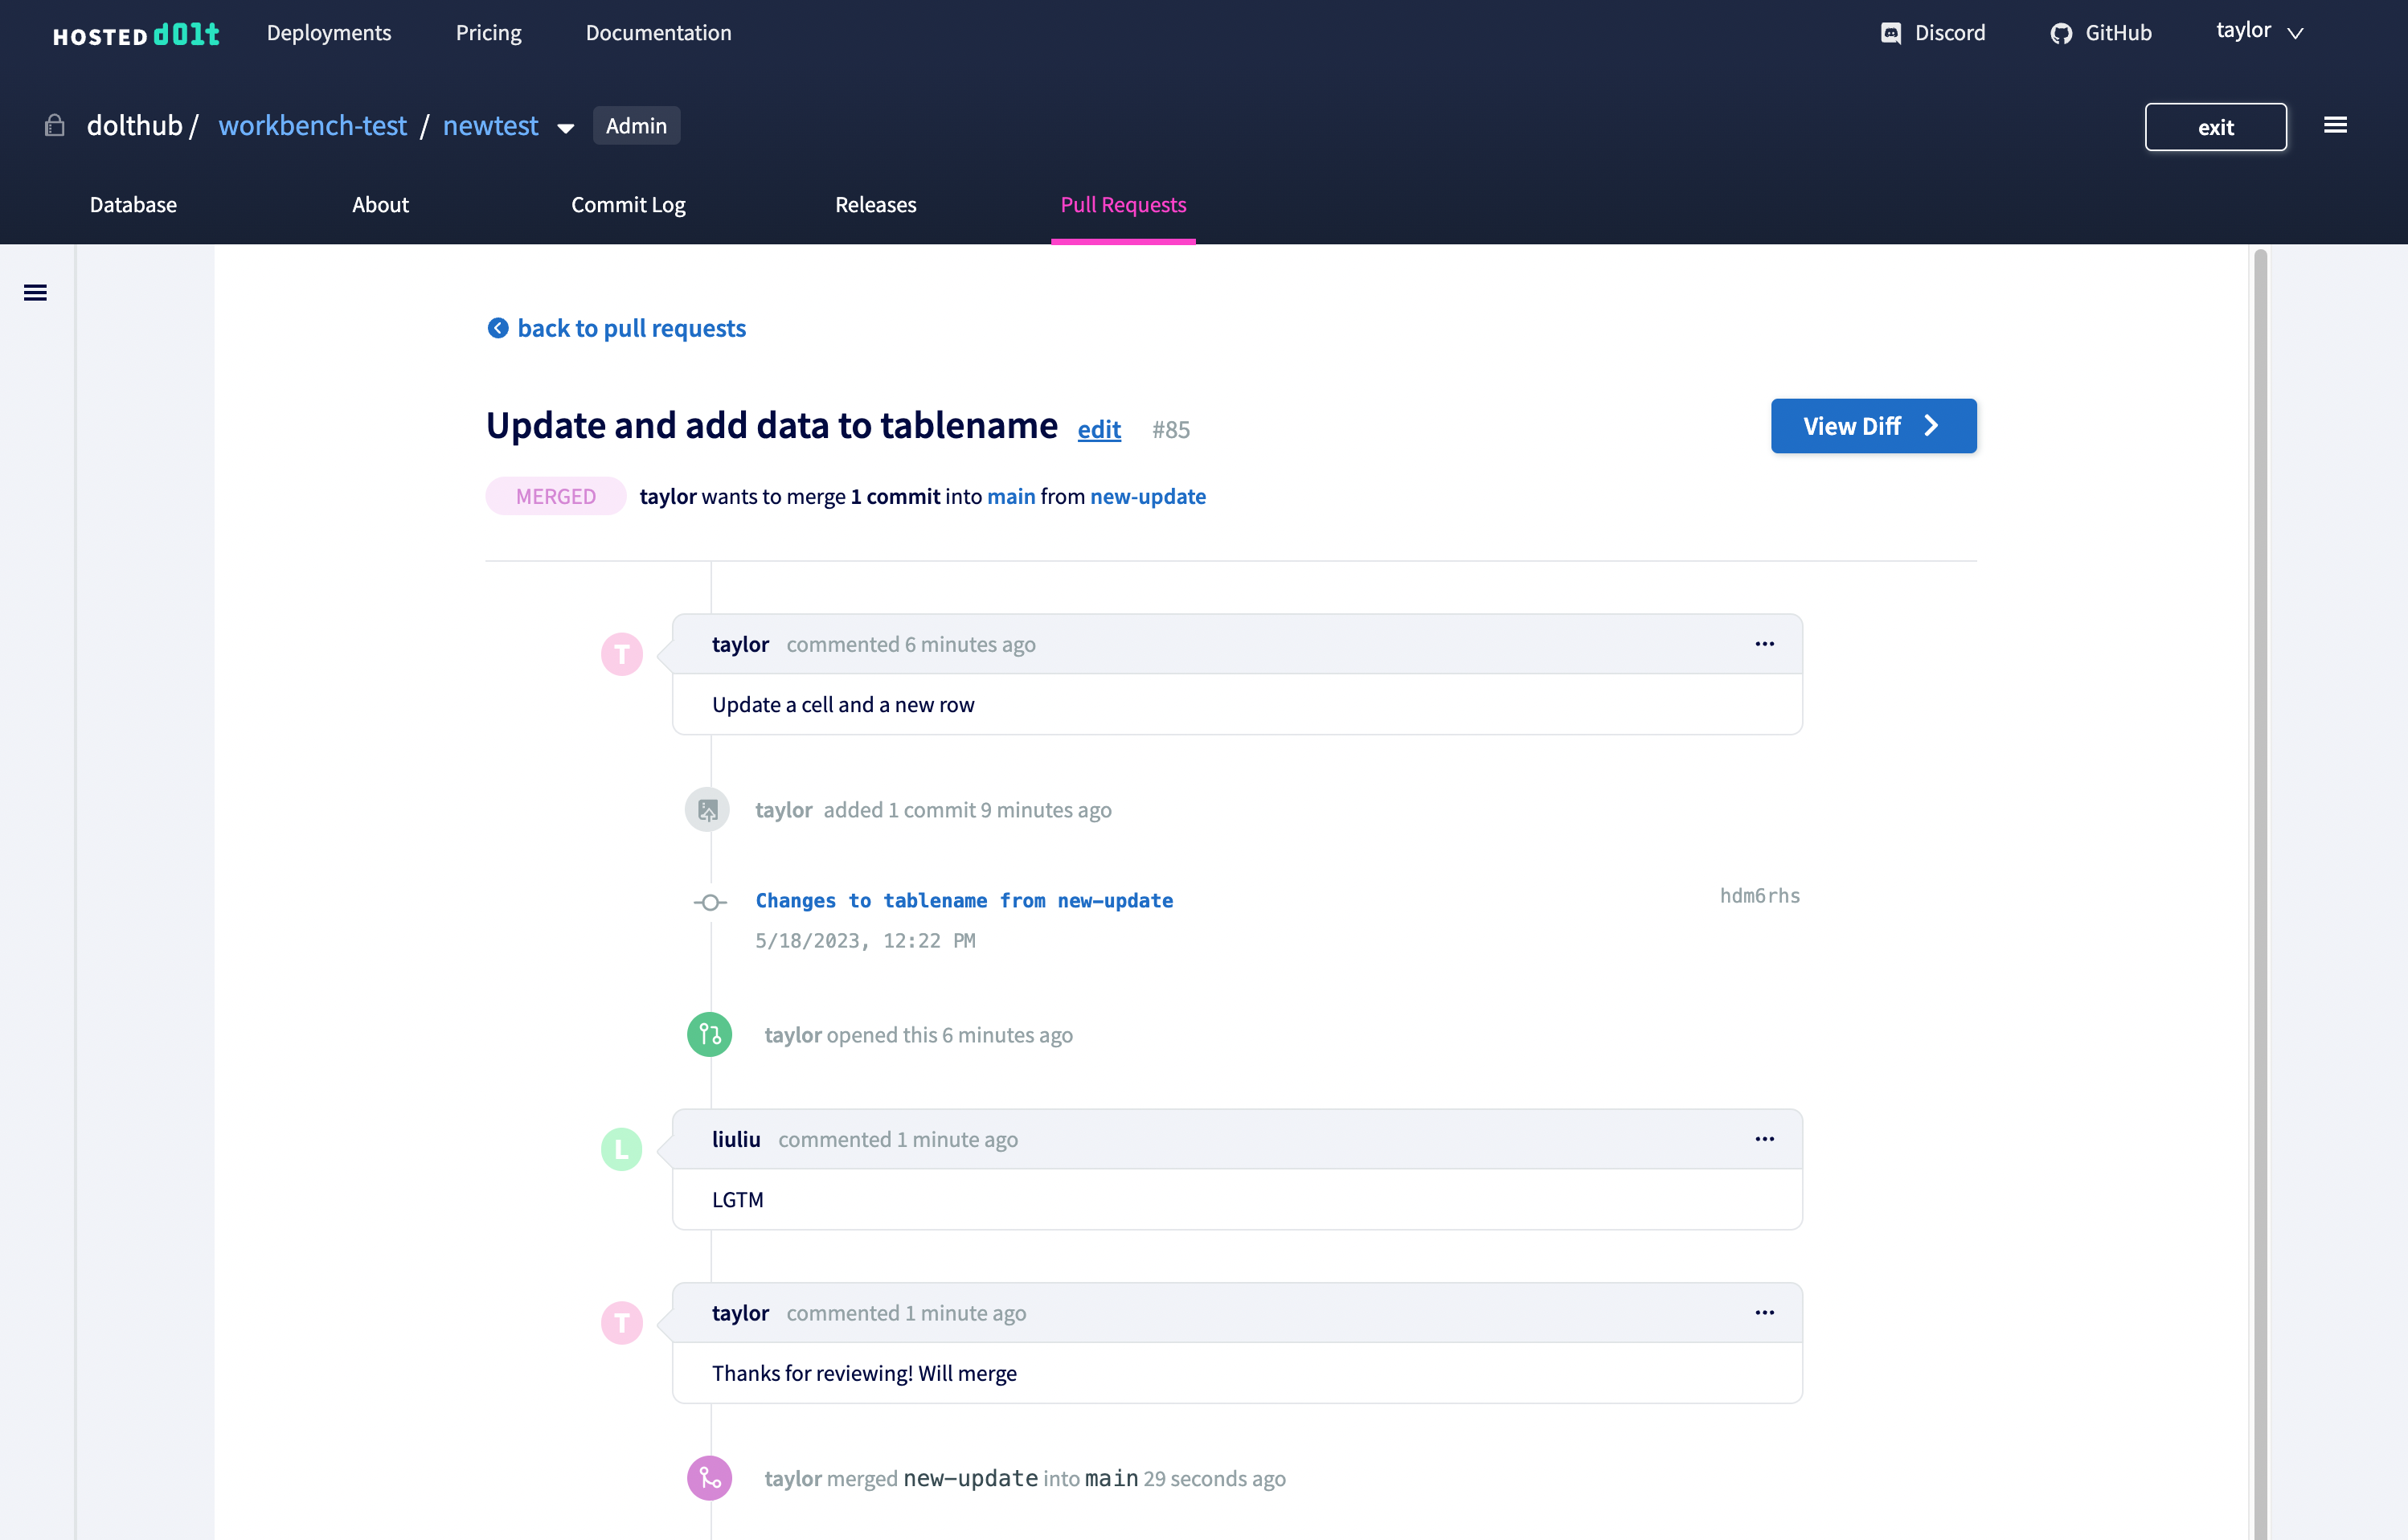 HOSTED dolt Deployments Pricing Documentation Discord GitHub taylor
dolthub / workbench-test / newtest Admin exit
Database About Commit Log Releases Pull Requests
back to pull requests
Update and add data to tablename edit #85 View Diff
MERGED taylor wants to merge 1 commit into main from new-update
T taylor commented 6 minutes ago ...
Update a cell and a new row
taylor added 1 commit 9 minutes ago
Changes to tablename from new-update hdm6rhs
5/18/2023, 12:22 PM
taylor opened this 6 minutes ago
L liuliu commented 1 minute ago ...
LGTM
T taylor commented 1 minute ago ...
Thanks for reviewing! Will merge
taylor merged new-update into main 29 seconds ago